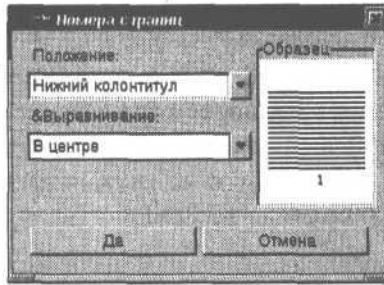 Номера страниц
Положение:
Образец
Нижний колонтитул
&Выравнивание:
В центре
1
Да
Отмена